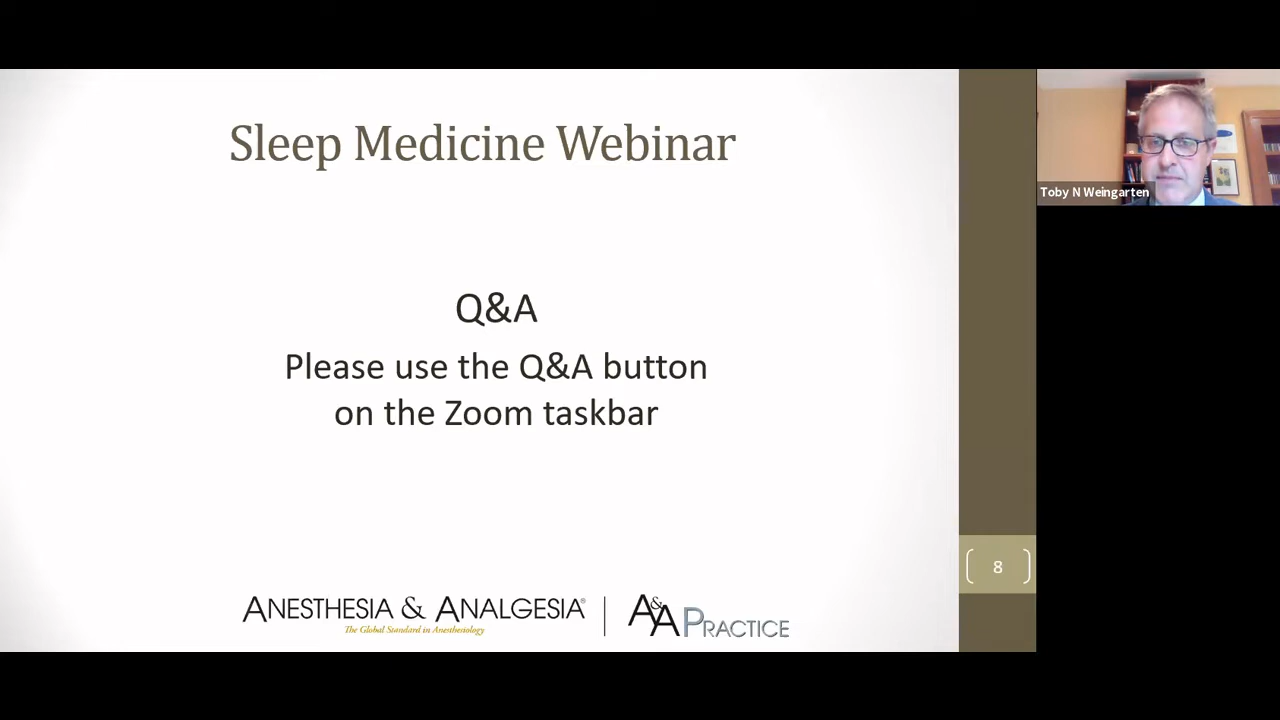 Sleep Medicine Webinar
Toby N Weingarten
Q&A
Please use the Q&A button
on the Zoom taskbar
8
ANESTHESIA & ANALGESIA®
The Global Standard in Anesthesiology
A&A PRACTICE